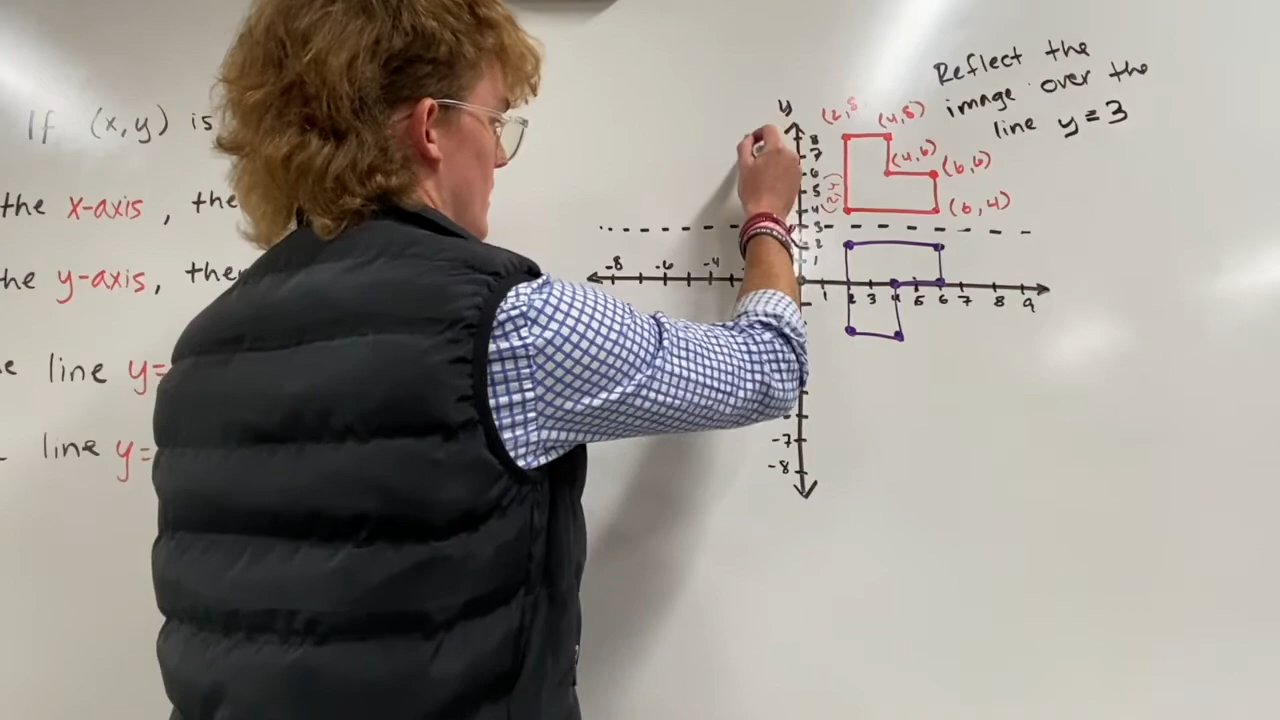 If (x,y) is
the x-axis, the
the y-axis, then
e line y=
line y=
Reflect the
image over the
line y=3
y
(2,8
(4,8)
(4,6)
(6,6)
(2,4)
(6,4)
8
7
6
5
4
3
2
1
-8 -6 -4
1 2 3 4 5 6 7 8 9
-7
-8